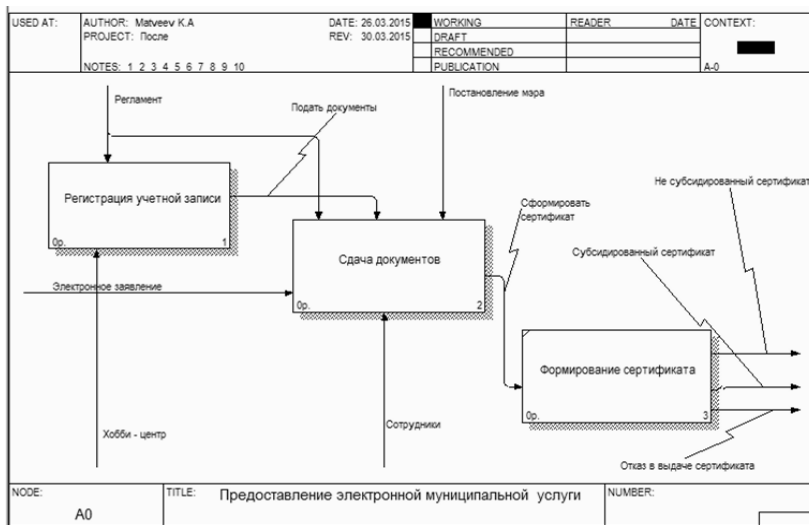 USED AT:
AUTHOR: Matveev K.A
DATE: 26.03.2015
WORKING
READER
DATE
CONTEXT:
PROJECT: После
REV: 30.03.2015
DRAFT
RECOMMENDED
NOTES: 1 2 3 4 5 6 7 8 9 10
PUBLICATION
A-0
Регламент
Подать документы
Постановление мэра
Не субсидированный сертификат
Регистрация учетной записи
0р.
1
Сформировать
сертификат
Субсидированный сертификат
Сдача документов
0р.
2
Электронное заявление
Формирование сертификата
0р.
3
Хобби - центр
Сотрудники
Отказ в выдаче сертификата
NODE:
A0
TITLE:
Предоставление электронной муниципальной услуги
NUMBER: